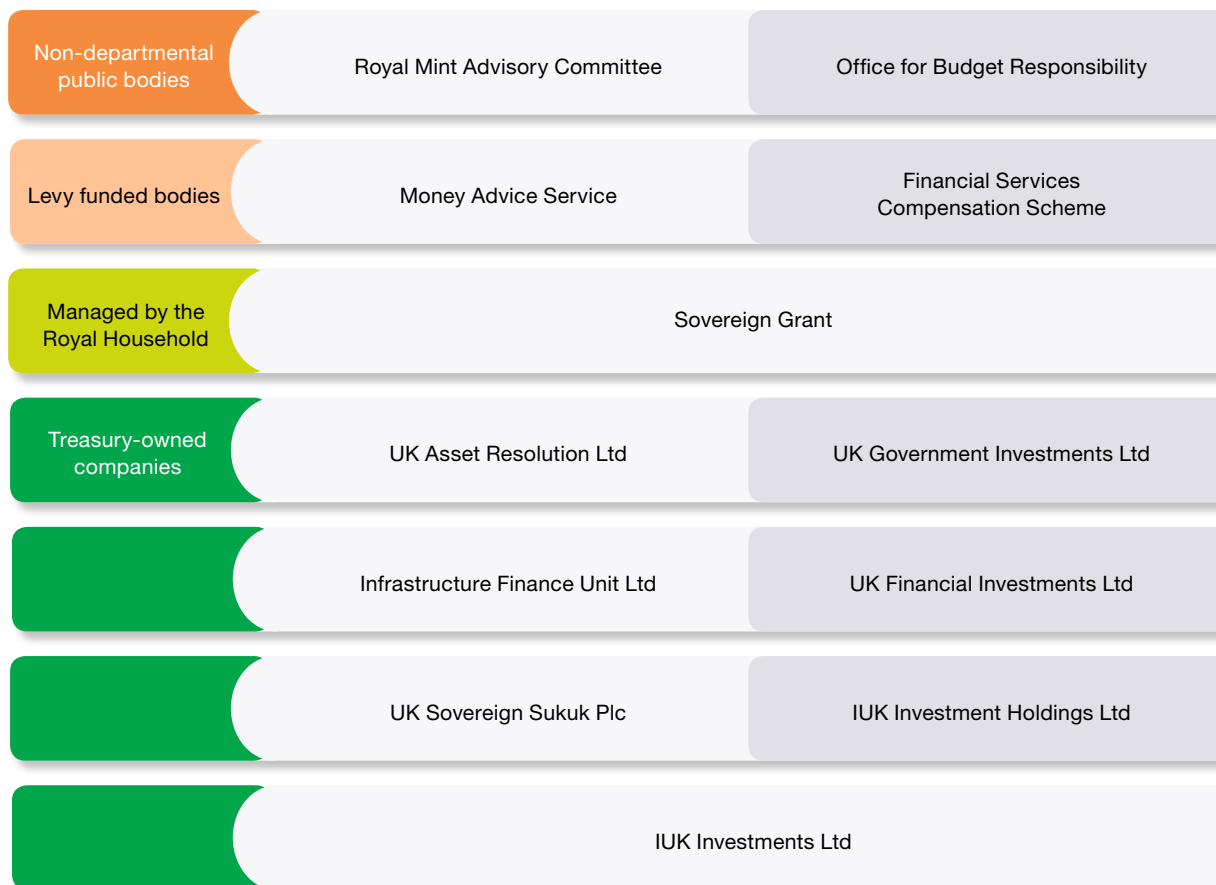 Non-departmental
public bodies
Royal Mint Advisory Committee
Office for Budget Responsibility
Levy funded bodies
Money Advice Service
Financial Services
Compensation Scheme
Managed by the
Royal Household
Sovereign Grant
Treasury-owned
companies
UK Asset Resolution Ltd
UK Government Investments Ltd
Infrastructure Finance Unit Ltd
UK Financial Investments Ltd
UK Sovereign Sukuk Plc
IUK Investment Holdings Ltd
IUK Investments Ltd